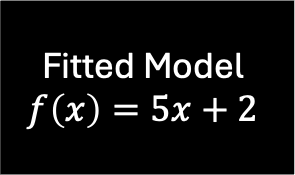 Fitted Model
f(x) = 5x + 2